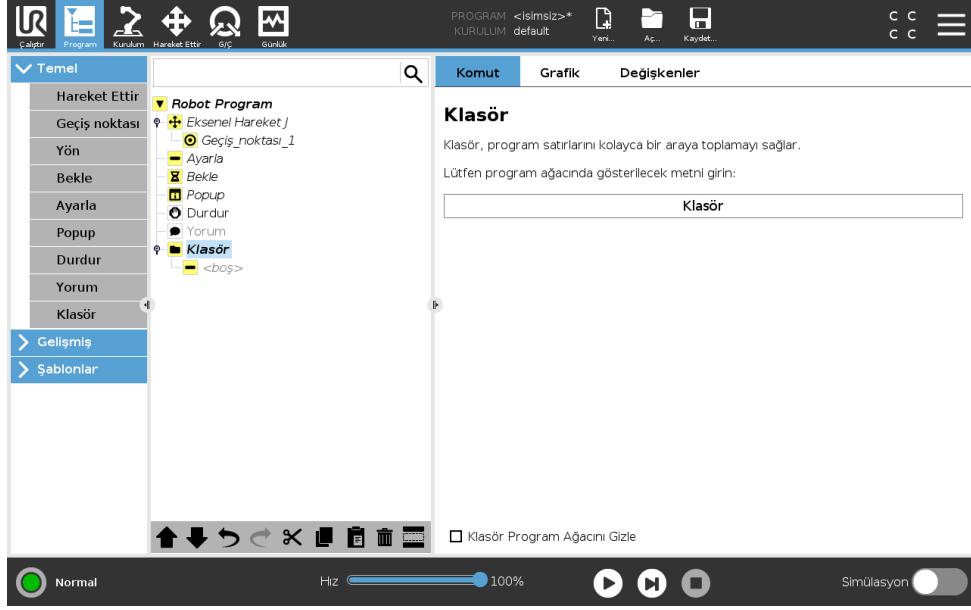 PROGRAM <isimsiz>*
KURULUM default
C C
C C
Çalıştır
Program
Kurulum
Hareket Ettir
G/Ç
Günlük
Yeni...
Aç...
Kaydet...
Temel
Hareket Ettir
Geçiş noktası
Yön
Bekle
Ayarla
Popup
Durdur
Yorum
Klasör
Gelişmiş
Şablonlar
Robot Program
Eksenel Hareket J
Geçiş_noktası_1
Ayarla
Bekle
Popup
Durdur
Yorum
Klasör
<boş>
Komut
Grafik
Değişkenler
Klasör
Klasör, program satırlarını kolayca bir araya toplamayı sağlar.
Lütfen program ağacında gösterilecek metni girin:
Klasör
Klasör Program Ağacını Gizle
Normal
Hız
100%
Simülasyon